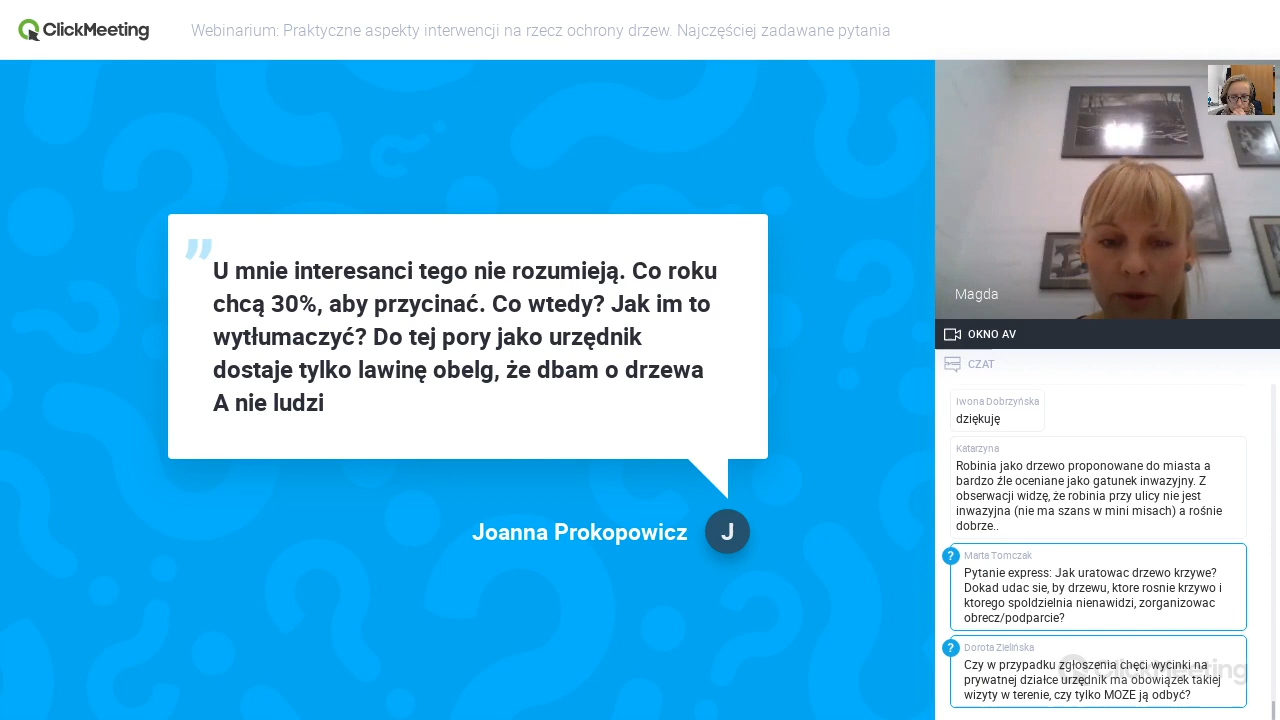 ClickMeeting
Webinarium: Praktyczne aspekty interwencji na rzecz ochrony drzew. Najczęściej zadawane pytania
U mnie interesanci tego nie rozumieją. Co roku
chcą 30%, aby przycinać. Co wtedy? Jak im to
wytłumaczyć? Do tej pory jako urzędnik
dostaje tylko lawinę obelg, że dbam o drzewa
A nie ludzi
Joanna Prokopowicz
J
Magda
OKNO AV
CZAT
Iwona Dobrzyńska
dziękuję
Katarzyna
Robinia jako drzewo proponowane do miasta a
bardzo źle oceniane jako gatunek inwazyjny. Z
obserwacji widzę, że robinia przy ulicy nie jest
inwazyjna (nie ma szans w mini misach) a rośnie
dobrze..
?
Marta Tomczak
Pytanie express: Jak uratowac drzewo krzywe?
Dokad udac sie, by drzewu, ktore rosnie krzywo i
ktorego spoldzielnia nienawidzi, zorganizowac
obrecz/podparcie?
?
Dorota Zielińska
Czy w przypadku zgłoszenia chęci wycinki na
prywatnej działce urzędnik ma obowiązek takiej
wizyty w terenie, czy tylko MOZE ją odbyć?
ClickMeeting